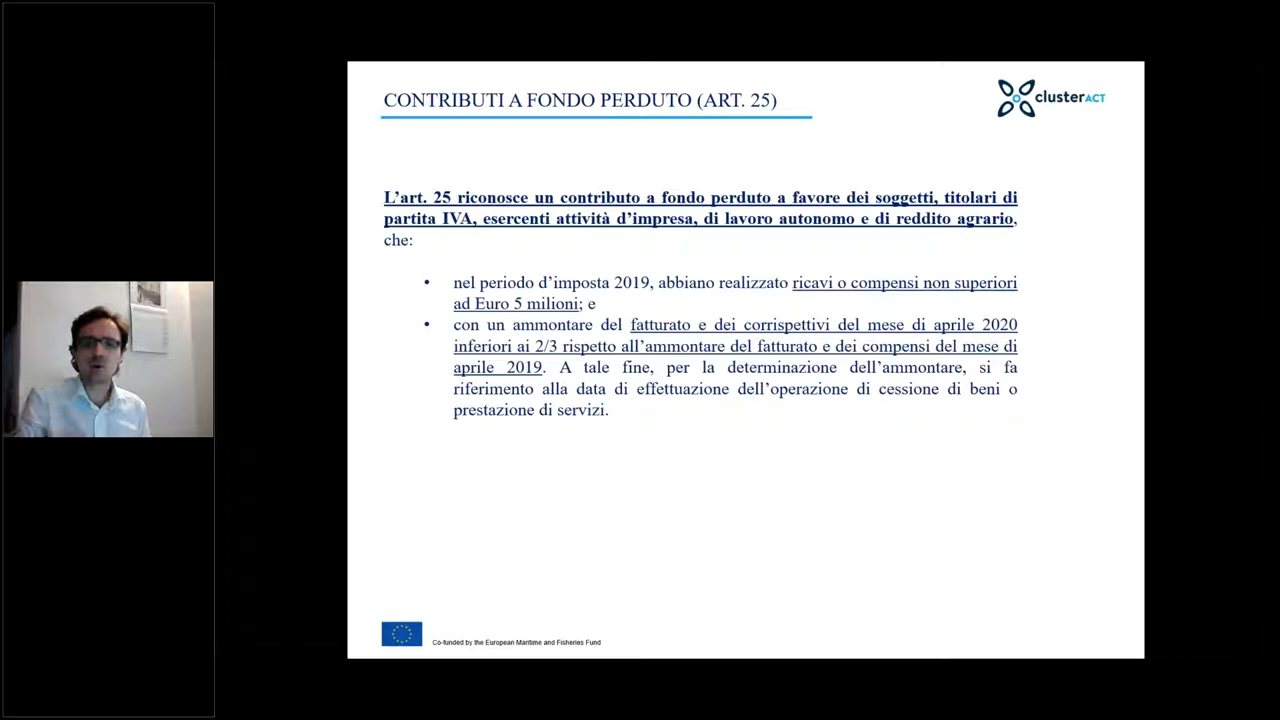 CONTRIBUTI A FONDO PERDUTO (ART. 25)
clusterACT
L’art. 25 riconosce un contributo a fondo perduto a favore dei soggetti, titolari di
partita IVA, esercenti attività d’impresa, di lavoro autonomo e di reddito agrario,
che:
• nel periodo d’imposta 2019, abbiano realizzato ricavi o compensi non superiori
ad Euro 5 milioni; e
• con un ammontare del fatturato e dei corrispettivi del mese di aprile 2020
inferiori ai 2/3 rispetto all’ammontare del fatturato e dei compensi del mese di
aprile 2019. A tale fine, per la determinazione dell’ammontare, si fa
riferimento alla data di effettuazione dell’operazione di cessione di beni o
prestazione di servizi.
Co-funded by the European Maritime and Fisheries Fund